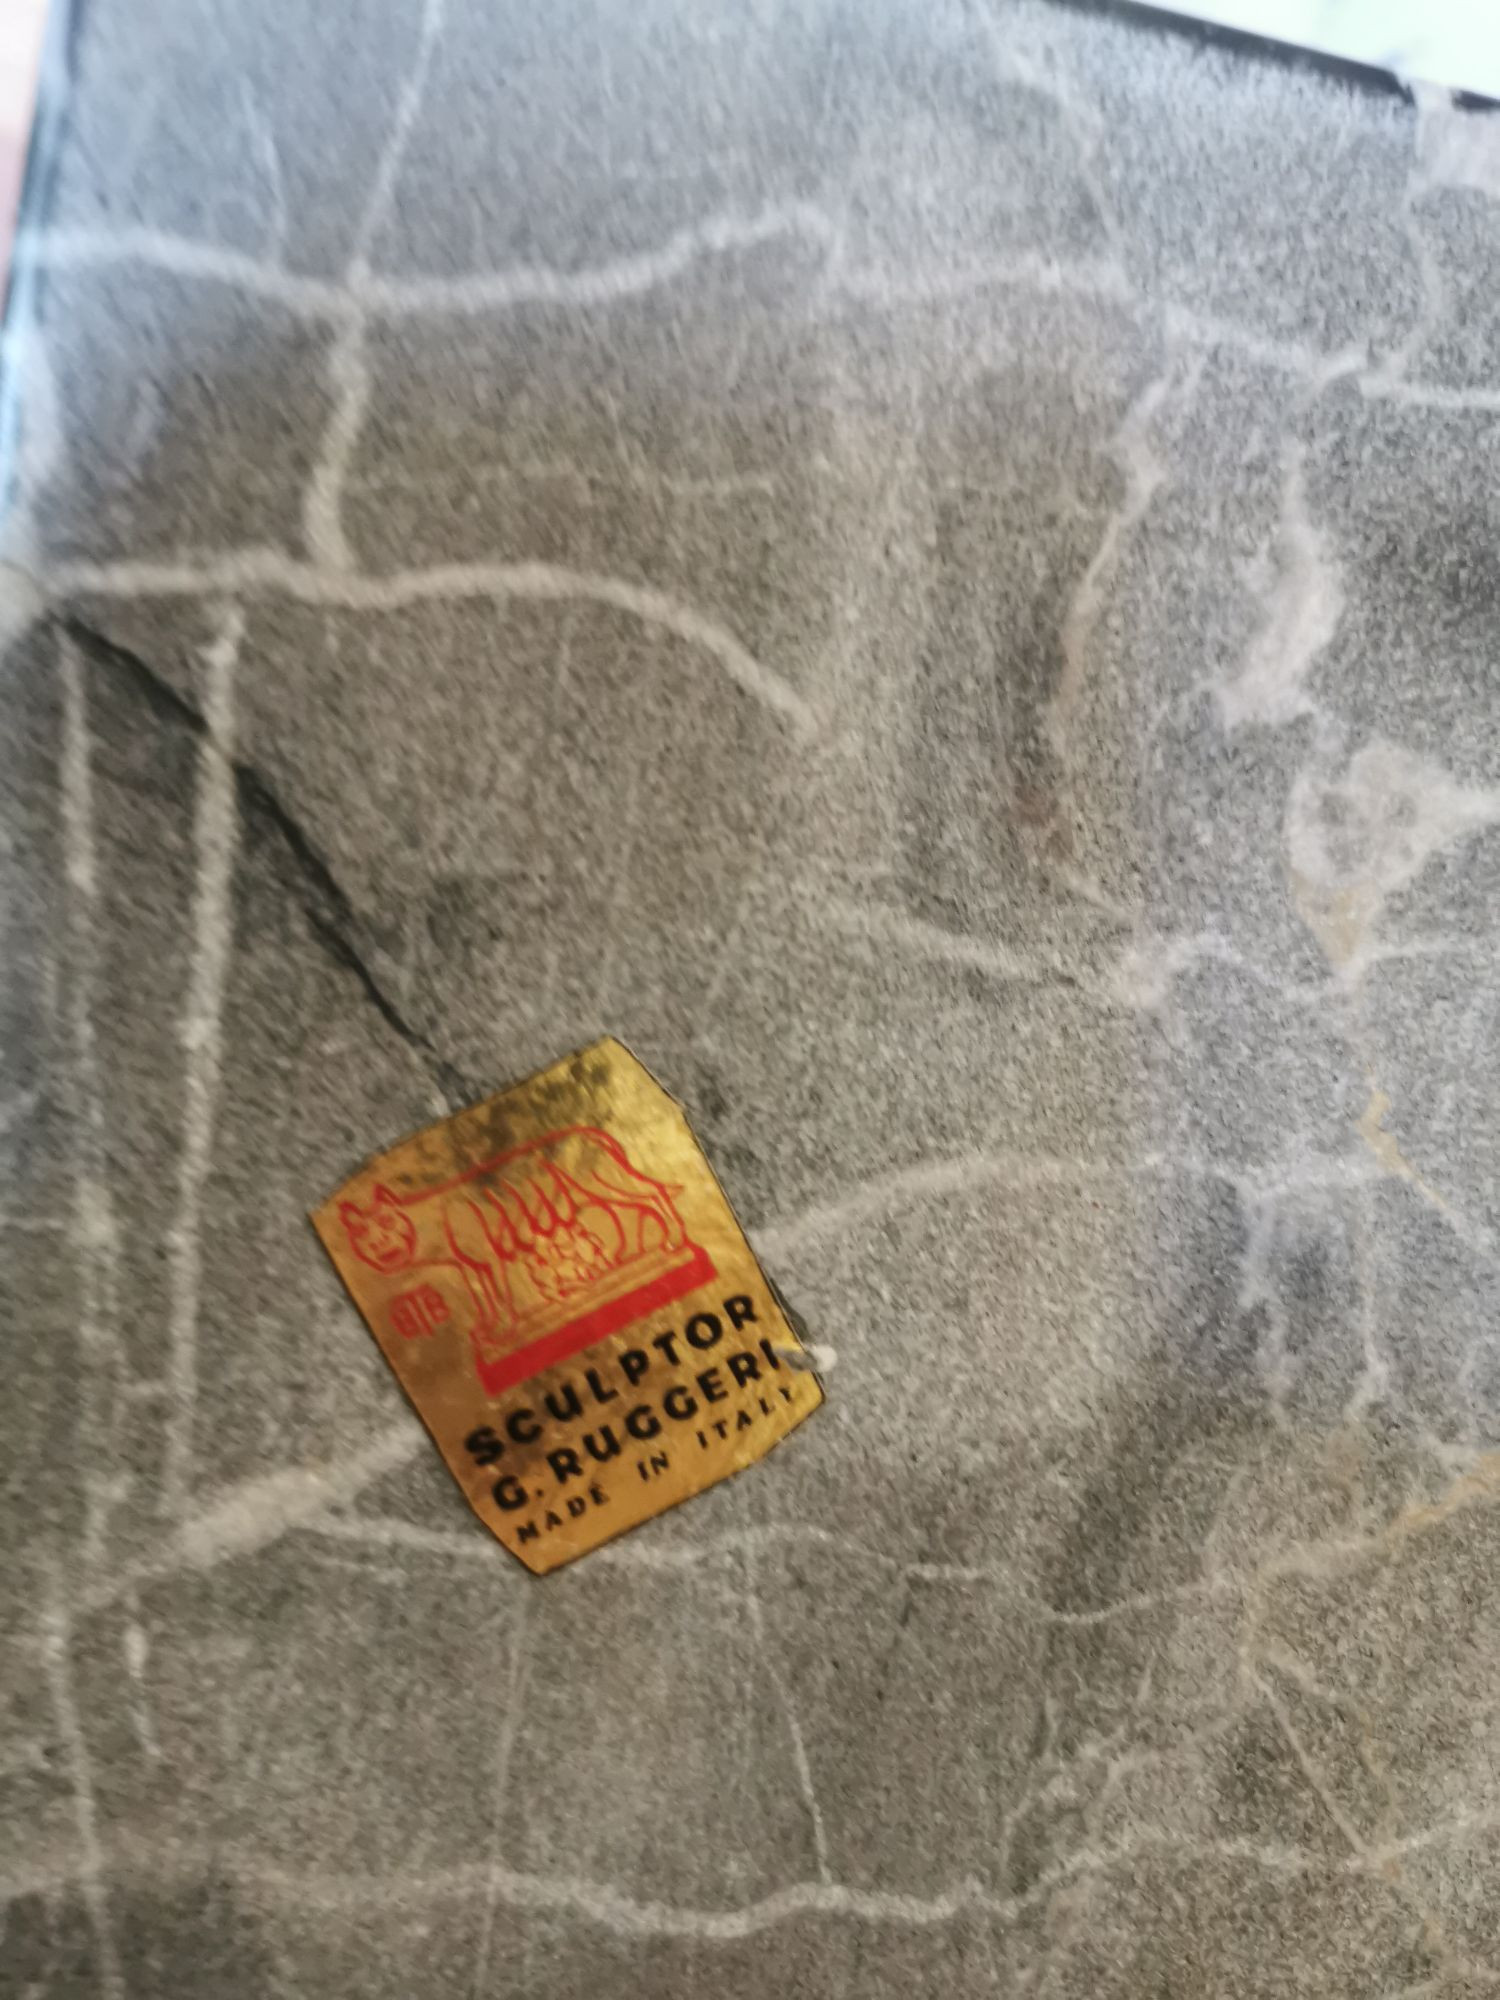 SCULPTOR
G. RUGGERI
MADE IN ITALY